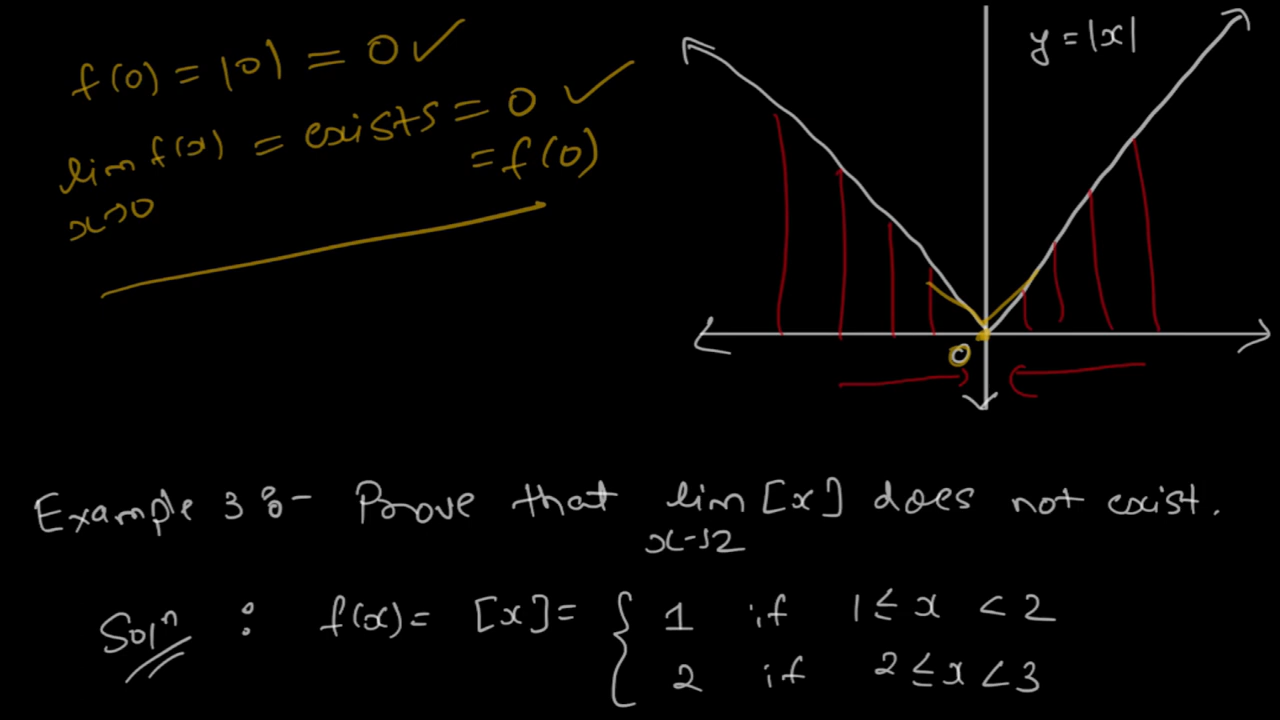 f(0) = |0| = 0 ✓
lim f(x) = exists = 0 ✓
x→0
= f(0)
y = |x|
0
Example 3 :- Prove that lim [x] does not exist.
x→2
Solⁿ : f(x) = [x] = { 1 if 1 ≤ x < 2
2 if 2 ≤ x < 3